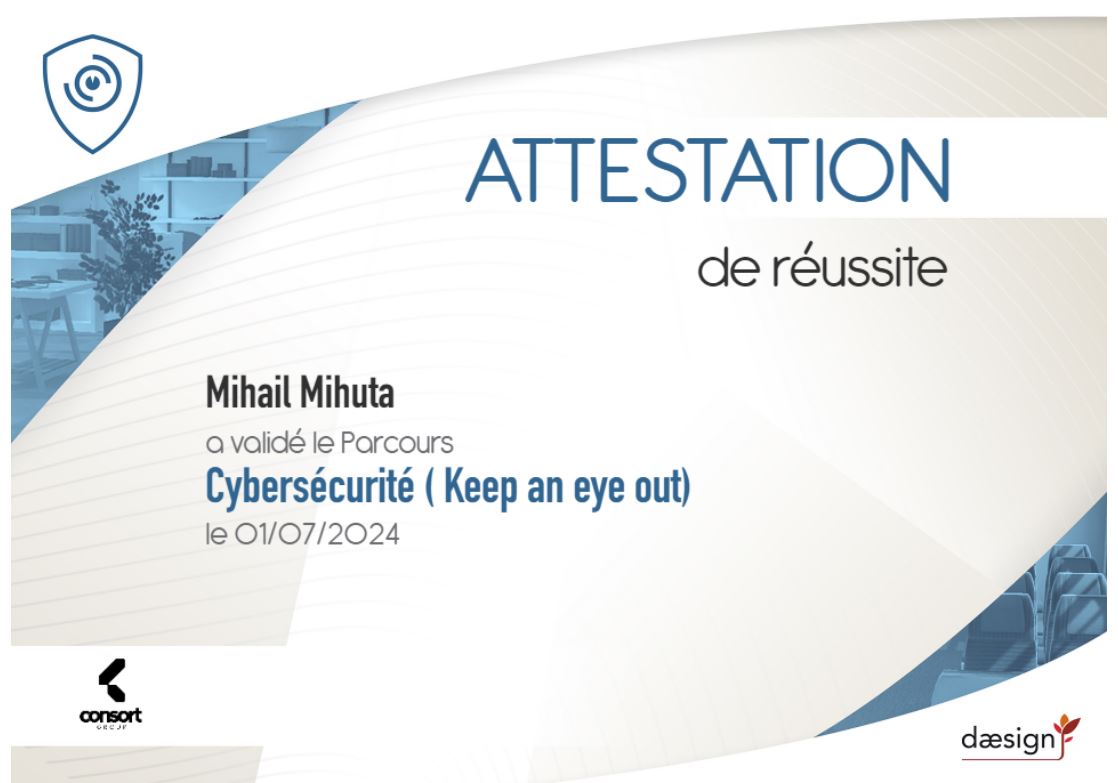 ATTESTATION
de réussite
Mihail Mihuta
a validé le Parcours
Cybersécurité ( Keep an eye out)
le 01/07/2024
consort
GROUP
dæsign